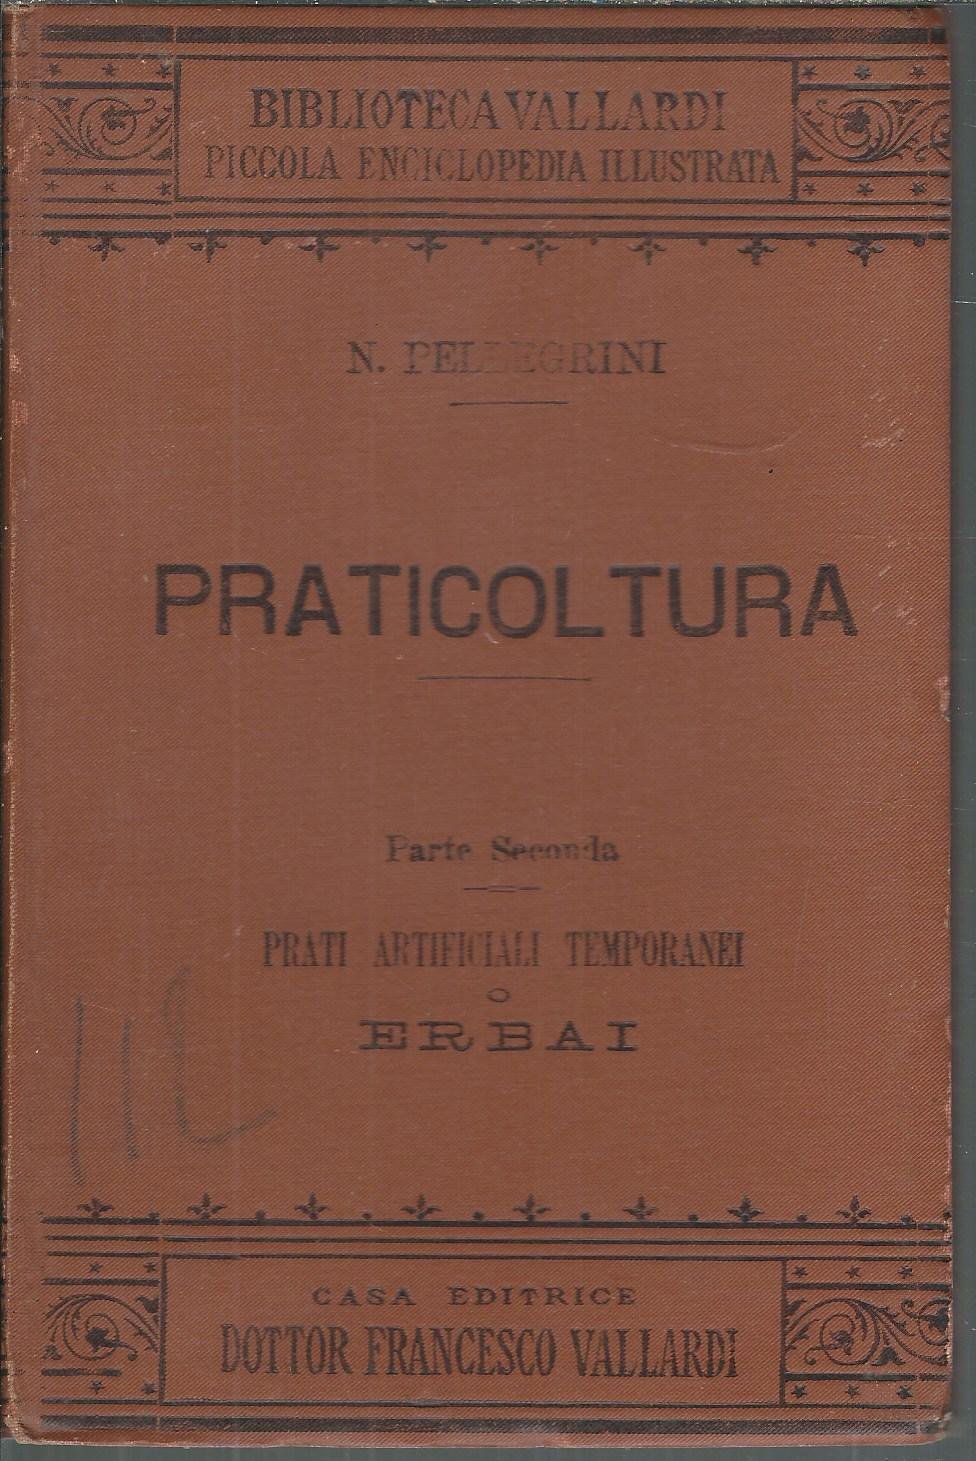 BIBLIOTECA VALLARDI
PICCOLA ENCICLOPEDIA ILLUSTRATA
N. PELLEGRINI
PRATICOLTURA
Parte Seconda
PRATI ARTIFICIALI TEMPORANEI
O
ERBAI
CASA EDITRICE
DOTTOR FRANCESCO VALLARDI